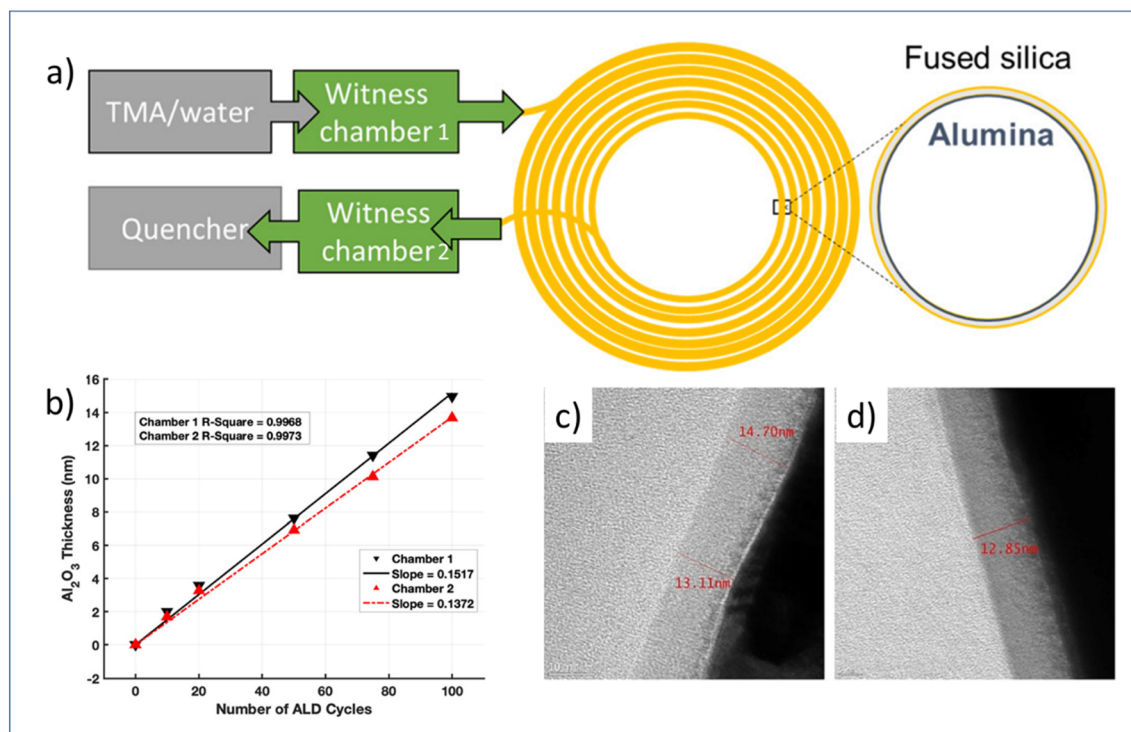 a)
TMA/water
Witness
chamber 1
Quencher
Witness
chamber 2
Fused silica
Alumina
b)
16
14
12
10
8
6
4
2
0
-2
Al2O3 Thickness (nm)
Chamber 1 R-Square = 0.9968
Chamber 2 R-Square = 0.9973
Chamber 1
Slope = 0.1517
Chamber 2
Slope = 0.1372
0 20 40 60 80 100
Number of ALD Cycles
c)
14.70nm
13.11nm
d)
12.85nm